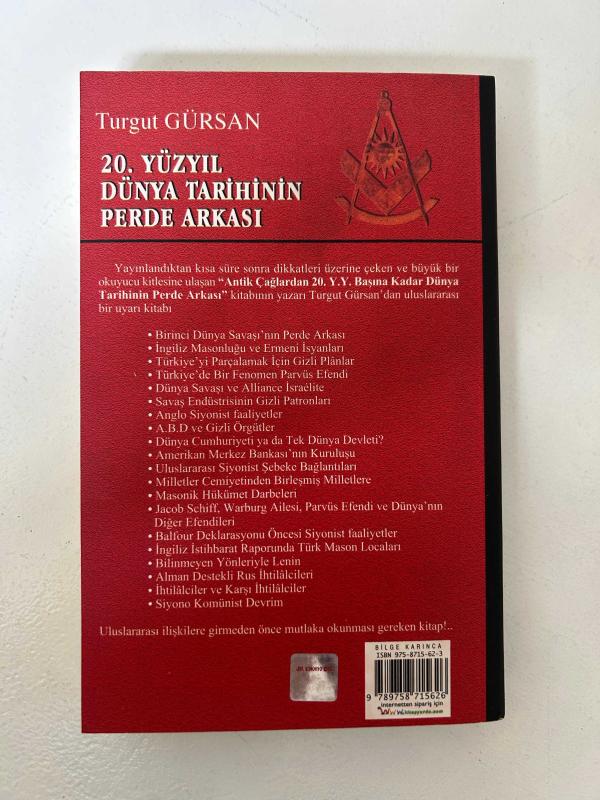 Turgut GÜRSAN
20. YÜZYIL
DÜNYA TARİHİNİN
PERDE ARKASI
Yayınlandıktan kısa süre sonra dikkatleri üzerine çeken ve büyük bir
okuyucu kitlesine ulaşan “Antik Çağlardan 20. Y.Y. Başına Kadar Dünya
Tarihinin Perde Arkası” kitabının yazarı Turgut Gürsan’dan uluslararası
bir uyarı kitabı
• Birinci Dünya Savaşı’nın Perde Arkası
• İngiliz Masonluğu ve Ermeni İsyanları
• Türkiye’yi Parçalamak İçin Gizli Plânlar
• Türkiye’de Bir Fenomen Parvüs Efendi
• Dünya Savaşı ve Alliance İsraélite
• Savaş Endüstrisinin Gizli Patronları
• Anglo Siyonist faaliyetler
• A.B.D ve Gizli Örgütler
• Dünya Cumhuriyeti ya da Tek Dünya Devleti?
• Amerikan Merkez Bankası’nın Kuruluşu
• Uluslararası Siyonist Şebeke Bağlantıları
• Milletler Cemiyetinden Birleşmiş Milletlere
• Masonik Hükûmet Darbeleri
• Jacob Schiff, Warburg Ailesi, Parvüs Efendi ve Dünya’nın
Diğer Efendileri
• Balfour Deklarasyonu Öncesi Siyonist faaliyetler
• İngiliz İstihbarat Raporunda Türk Mason Locaları
• Bilinmeyen Yönleriyle Lenin
• Alman Destekli Rus İhtilâlcileri
• İhtilâlciler ve Karşı İhtilâlciler
• Siyono Komünist Devrim
Uluslararası ilişkilere girmeden önce mutlaka okunması gereken kitap!..
BİLGE KARINCA
ISBN 975-8715-62-3
9 789758 715626
internetten sipariş için
www.kitapyurdu.com